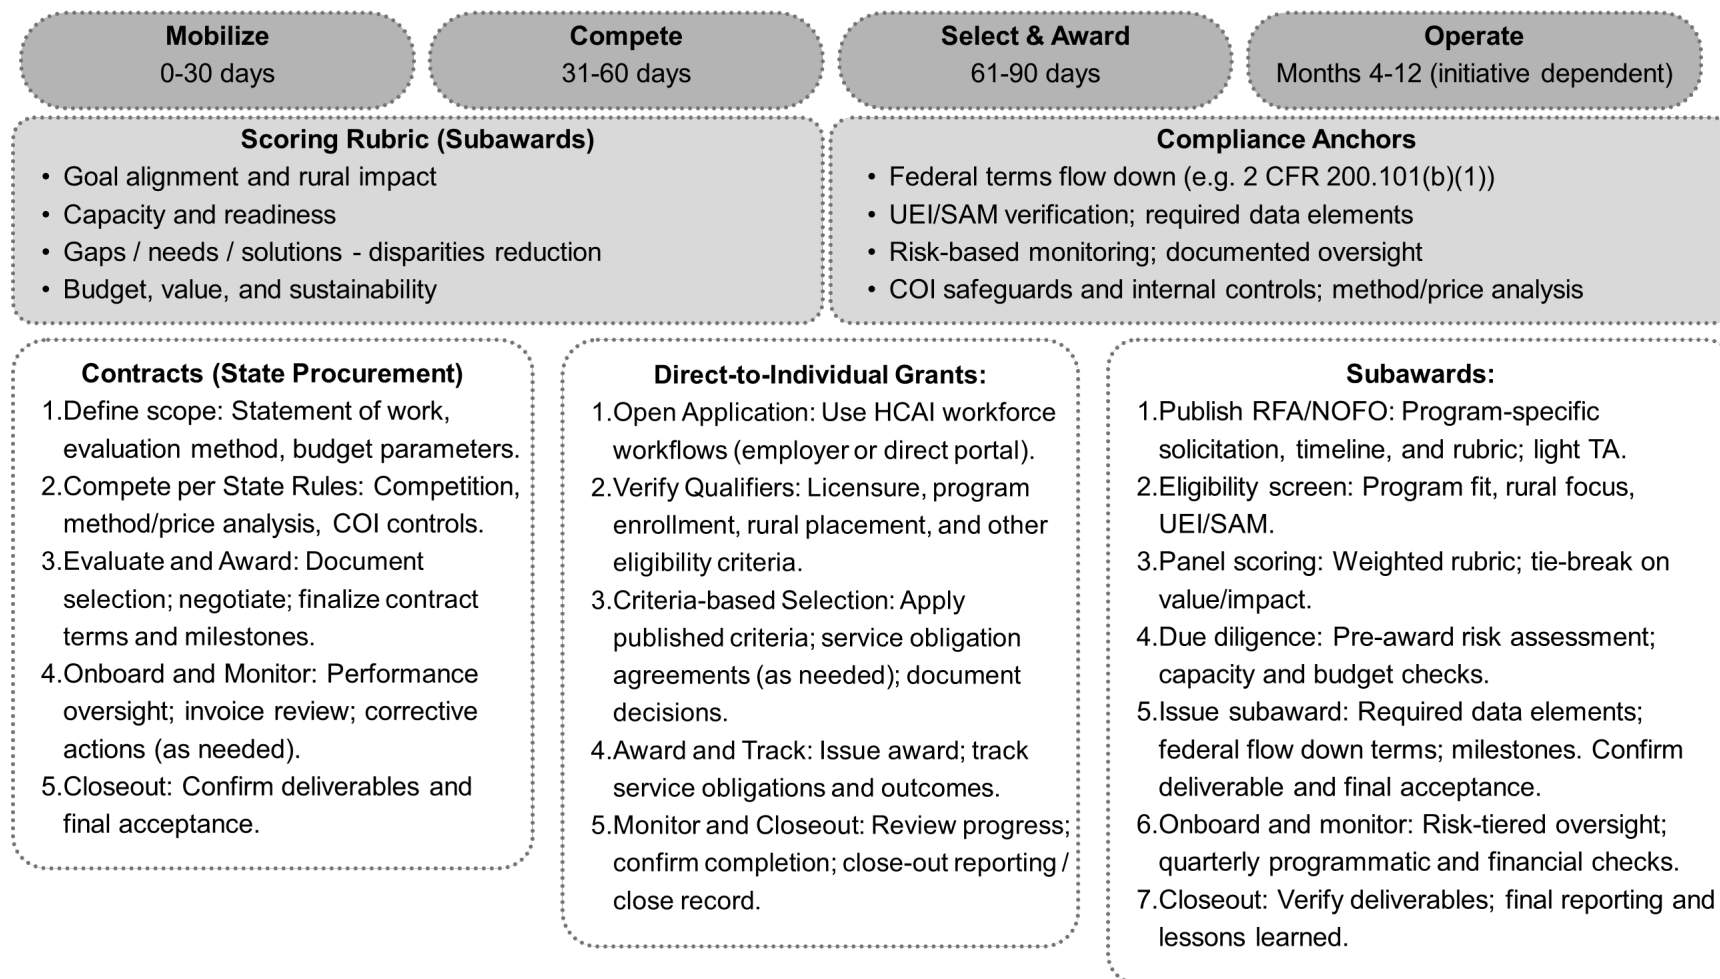 Mobilize
0-30 days
Compete
31-60 days
Select & Award
61-90 days
Operate
Months 4-12 (initiative dependent)
Scoring Rubric (Subawards)
• Goal alignment and rural impact
• Capacity and readiness
• Gaps / needs / solutions - disparities reduction
• Budget, value, and sustainability
Compliance Anchors
• Federal terms flow down (e.g. 2 CFR 200.101(b)(1))
• UEI/SAM verification; required data elements
• Risk-based monitoring; documented oversight
• COI safeguards and internal controls; method/price analysis
Contracts (State Procurement)
1.Define scope: Statement of work,
evaluation method, budget parameters.
2.Compete per State Rules: Competition,
method/price analysis, COI controls.
3.Evaluate and Award: Document
selection; negotiate; finalize contract
terms and milestones.
4.Onboard and Monitor: Performance
oversight; invoice review; corrective
actions (as needed).
5.Closeout: Confirm deliverables and
final acceptance.
Direct-to-Individual Grants:
1.Open Application: Use HCAI workforce
workflows (employer or direct portal).
2.Verify Qualifiers: Licensure, program
enrollment, rural placement, and other
eligibility criteria.
3.Criteria-based Selection: Apply
published criteria; service obligation
agreements (as needed); document
decisions.
4.Award and Track: Issue award; track
service obligations and outcomes.
5.Monitor and Closeout: Review progress;
confirm completion; close-out reporting /
close record.
Subawards:
1.Publish RFA/NOFO: Program-specific
solicitation, timeline, and rubric; light TA.
2.Eligibility screen: Program fit, rural focus,
UEI/SAM.
3.Panel scoring: Weighted rubric; tie-break on
value/impact.
4.Due diligence: Pre-award risk assessment;
capacity and budget checks.
5.Issue subaward: Required data elements;
federal flow down terms; milestones. Confirm
deliverable and final acceptance.
6.Onboard and monitor: Risk-tiered oversight;
quarterly programmatic and financial checks.
7.Closeout: Verify deliverables; final reporting and
lessons learned.